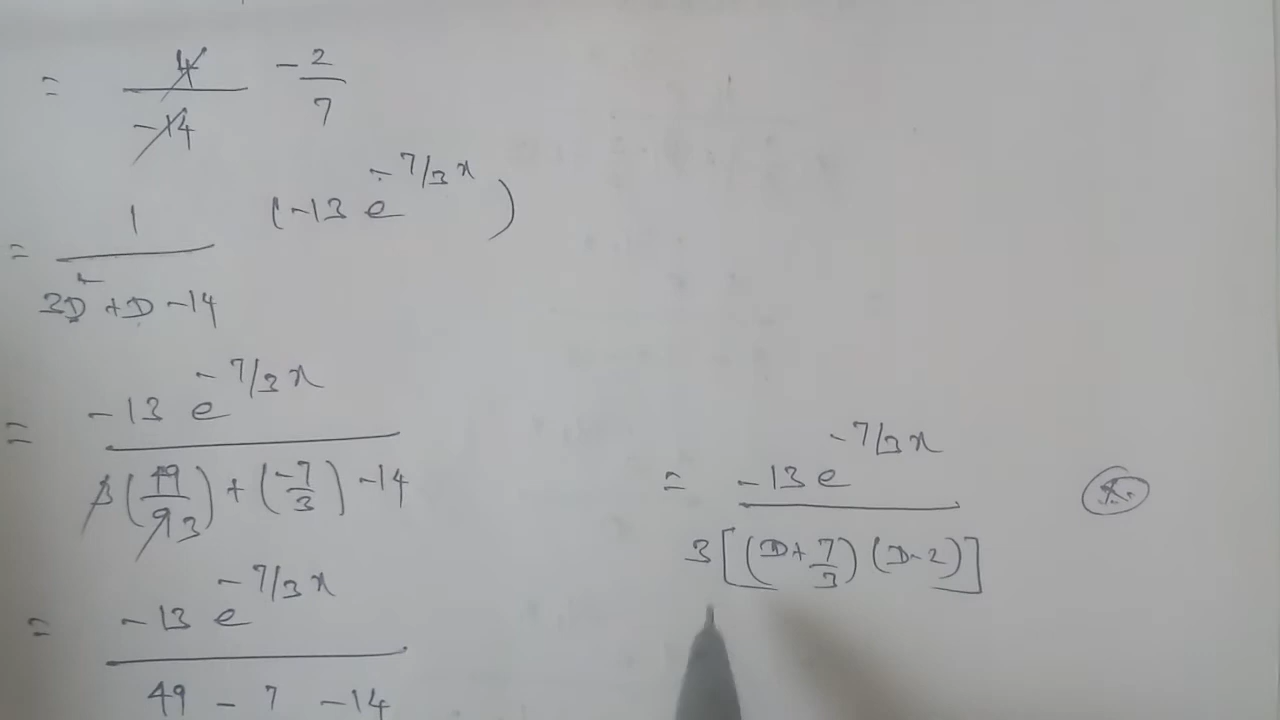 = 4/-14 -2/7
= 1/(3D² + D - 14) (-13 e^(-7/3 x))
= -13 e^(-7/3 x) / (3(49/93) + (-7/3) - 14)
= -13 e^(-7/3 x) / (49 - 7 - 14)
= -13 e^(-7/3 x) / (3[(D + 7/3)(D - 2)])